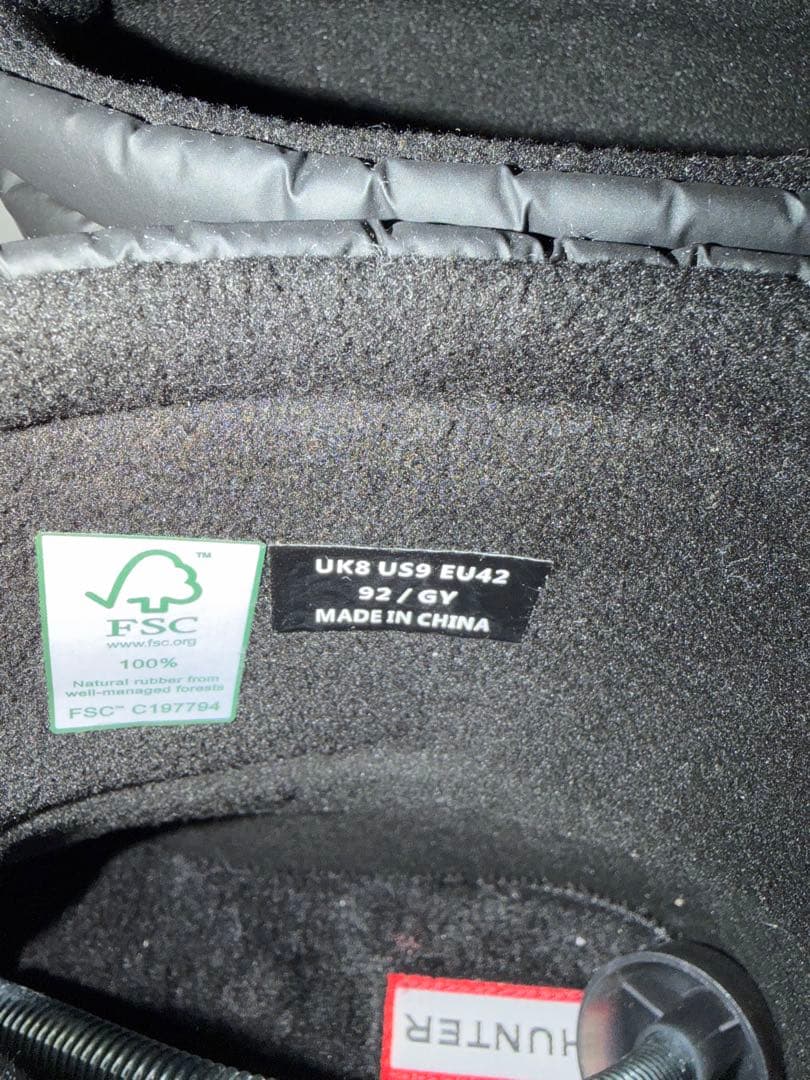 ™
FSC
www.fsc.org
100%
Natural rubber from
well-managed forests
FSC™ C197794
UK8 US9 EU42
92 / GY
MADE IN CHINA
HUNTER